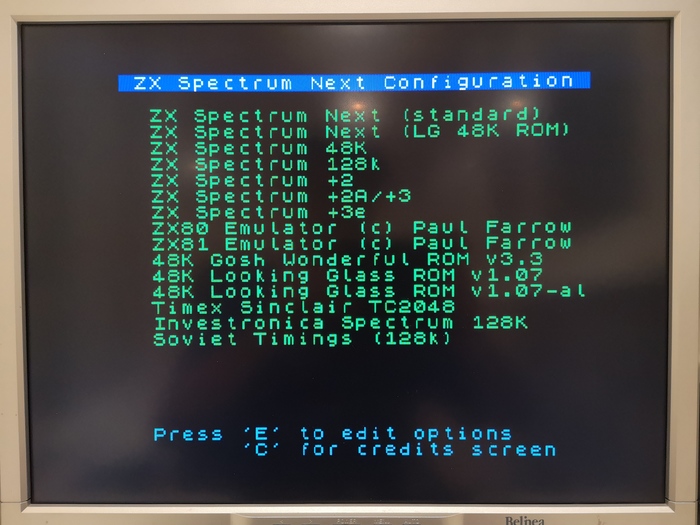 ZX Spectrum Next Configuration
ZX Spectrum Next (standard)
ZX Spectrum Next (LG 48K ROM)
ZX Spectrum 48K
ZX Spectrum 128k
ZX Spectrum +2
ZX Spectrum +2A/+3
ZX Spectrum +3e
ZX80 Emulator (c) Paul Farrow
ZX81 Emulator (c) Paul Farrow
48K Gosh Wonderful ROM v3.3
48K Looking Glass ROM v1.07
48K Looking Glass ROM v1.07-al
Timex Sinclair TC2048
Investronica Spectrum 128K
Soviet Timings (128k)
Press 'E' to edit options
'C' for credits screen
Belinea